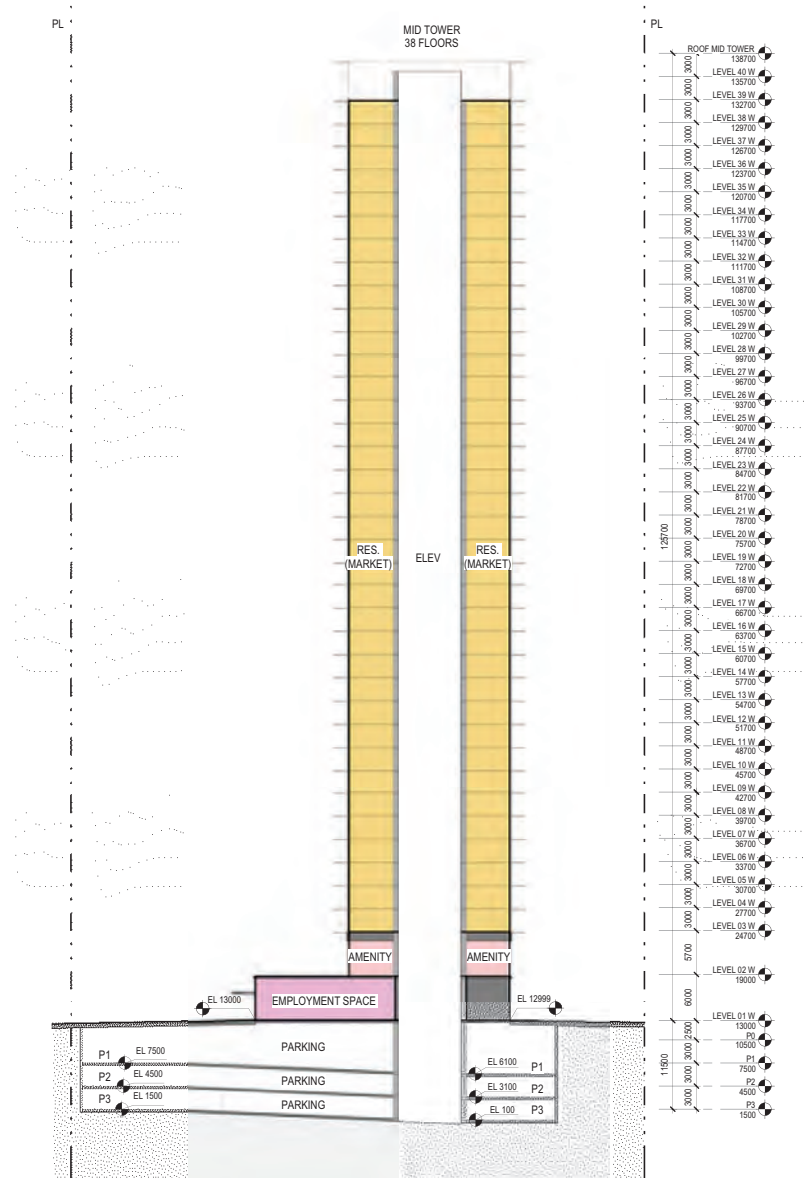 PL
PL
MID TOWER
38 FLOORS
ROOF MID TOWER
138700
3000
LEVEL 40 W
135700
3000
LEVEL 39 W
132700
3000
LEVEL 38 W
129700
3000
LEVEL 37 W
126700
3000
LEVEL 36 W
123700
3000
LEVEL 35 W
120700
3000
LEVEL 34 W
117700
3000
LEVEL 33 W
114700
3000
LEVEL 32 W
111700
3000
LEVEL 31 W
108700
3000
LEVEL 30 W
105700
3000
LEVEL 29 W
102700
3000
LEVEL 28 W
99700
3000
LEVEL 27 W
96700
3000
LEVEL 26 W
93700
3000
LEVEL 25 W
90700
3000
LEVEL 24 W
87700
3000
LEVEL 23 W
84700
3000
LEVEL 22 W
81700
3000
LEVEL 21 W
78700
125700
3000
LEVEL 20 W
75700
3000
LEVEL 19 W
72700
3000
LEVEL 18 W
69700
3000
LEVEL 17 W
66700
3000
LEVEL 16 W
63700
3000
LEVEL 15 W
60700
3000
LEVEL 14 W
57700
3000
LEVEL 13 W
54700
3000
LEVEL 12 W
51700
3000
LEVEL 11 W
48700
3000
LEVEL 10 W
45700
3000
LEVEL 09 W
42700
3000
LEVEL 08 W
39700
3000
LEVEL 07 W
36700
3000
LEVEL 06 W
33700
3000
LEVEL 05 W
30700
3000
LEVEL 04 W
27700
3000
LEVEL 03 W
24700
5700
LEVEL 02 W
19000
6000
LEVEL 01 W
13000
2500
P0
10500
3000
P1
7500
11500
3000
P2
4500
3000
P3
1500
RES.
(MARKET)
ELEV
RES.
(MARKET)
AMENITY
AMENITY
EMPLOYMENT SPACE
EL 13000
EL 12999
PARKING
P1
EL 7500
EL 6100
P1
P2
EL 4500
PARKING
EL 3100
P2
P3
EL 1500
PARKING
EL 100
P3